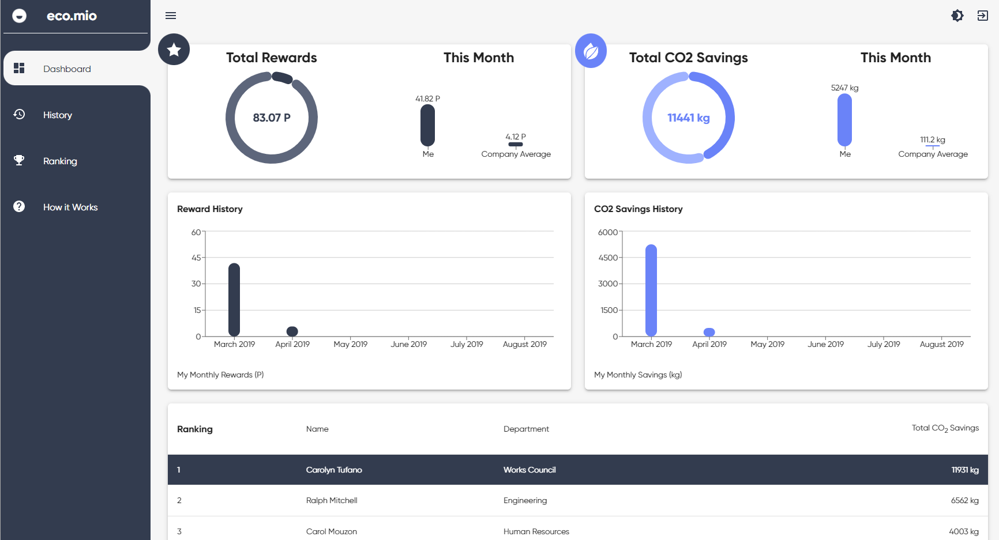 eco.mio
Dashboard
History
Ranking
How it Works
Total Rewards
This Month
83.07 P
41.82 P
4.12 P
Me
Company Average
Total CO2 Savings
This Month
11441 kg
5247 kg
111.2 kg
Me
Company Average
Reward History
60
45
30
15
0
March 2019 April 2019 May 2019 June 2019 July 2019 August 2019
My Monthly Rewards (P)
CO2 Savings History
6000
4500
3000
1500
0
March 2019 April 2019 May 2019 June 2019 July 2019 August 2019
My Monthly Savings (kg)
Ranking Name Department Total CO₂ Savings
1 Carolyn Tufano Works Council 11931 kg
2 Ralph Mitchell Engineering 6562 kg
3 Carol Mouzon Human Resources 4003 kg